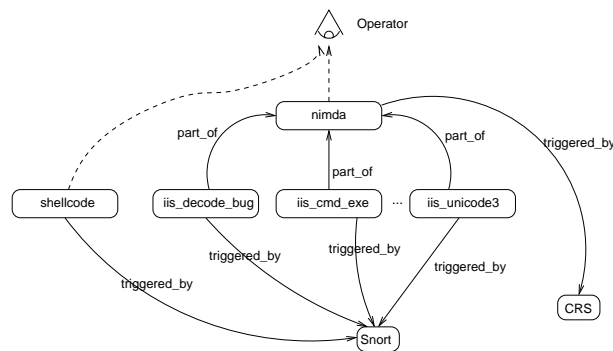 Operator
nimda
part_of
part_of
part_of
triggered_by
shellcode
iis_decode_bug
iis_cmd_exe
...
iis_unicode3
triggered_by
triggered_by
triggered_by
triggered_by
CRS
Snort